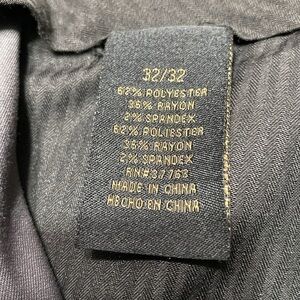 32/32
62% POLYESTER
36% RAYON
2% SPANDEX
62% POLIESTER
36% RAYON
2% SPANDEX
RN#37763
MADE IN CHINA
HECHO EN CHINA